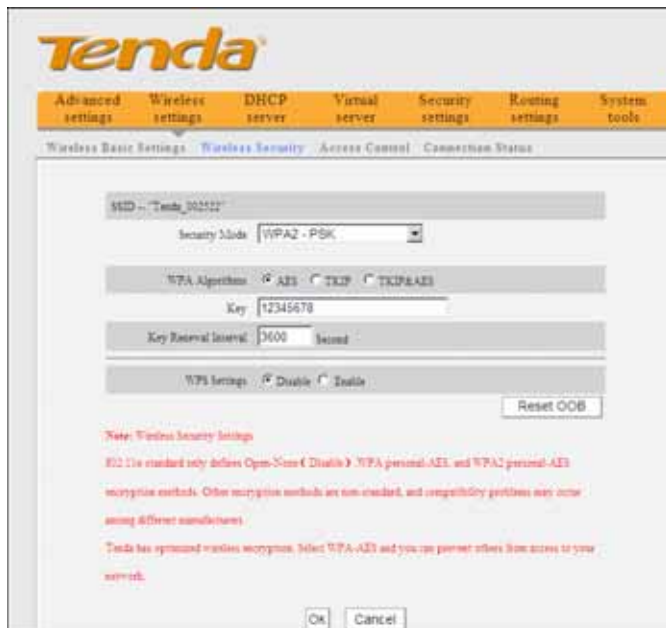 Tenda
Advanced settings
Wireless settings
DHCP server
Virtual server
Security settings
Routing settings
System tools
Wireless Basic Settings Wireless Security Access Control Connection Status
SSID -- "Tenda_302522"
Security Mode WPA2 - PSK
WPA Algorithms AES TKIP TKIP&AES
Key 12345678
Key Renewal Interval 3600 Second
WPS Settings Disable Enable
Reset OOB
Note: Wireless Security Settings
802.11n standard only defines Open-None ( Disable ) ,WPA personal-AES, and WPA2 personal-AES
encryption methods. Other encryption methods are non-standard, and compatibility problems may occur
among different manufacturers.
Tenda has optimized wireless encryption. Select WPA-AES and you can prevent others from access to your
network.
Ok Cancel